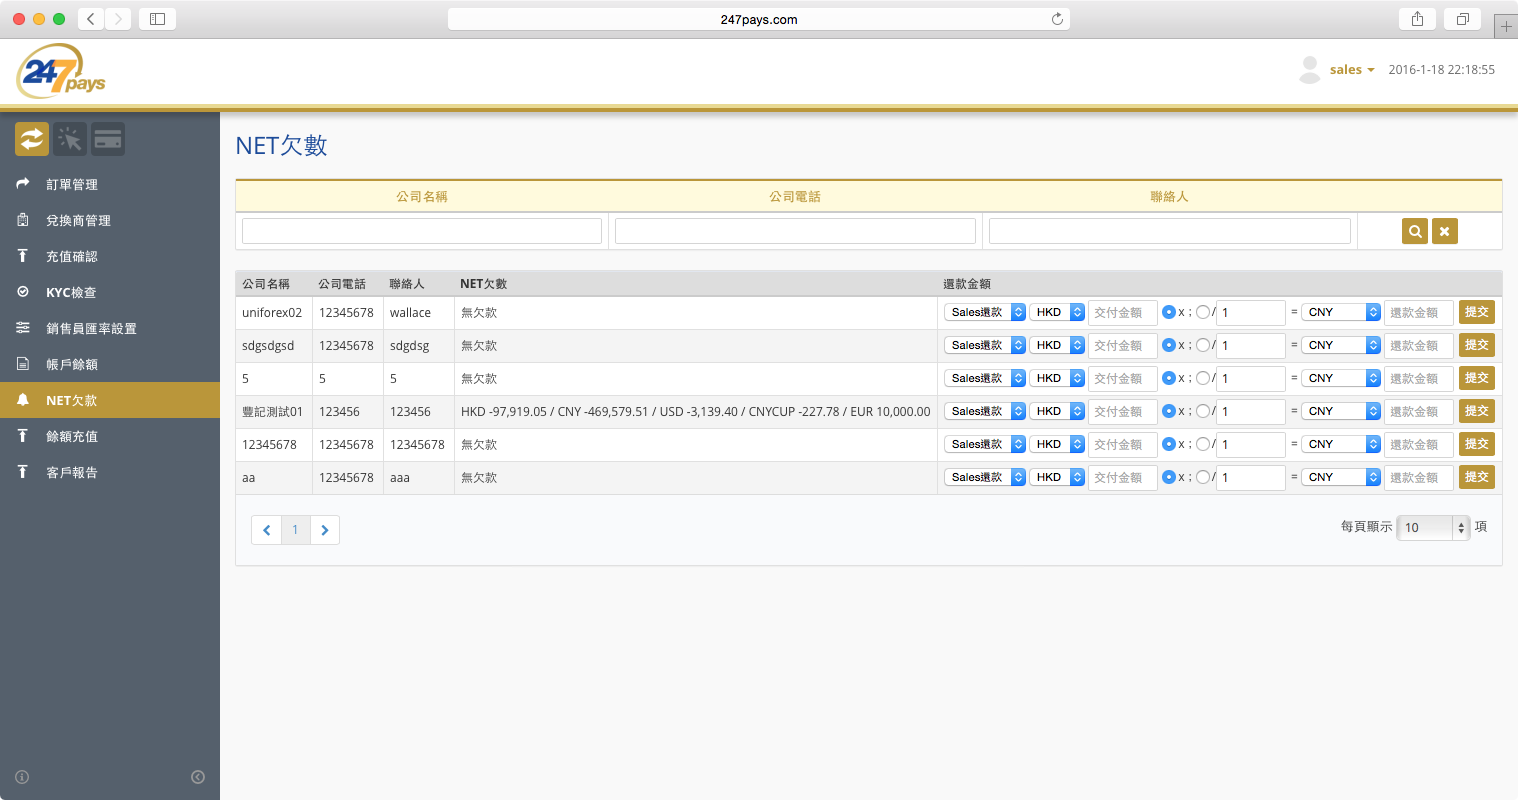 247pays.com
247pays
sales
2016-1-18 22:18:55
訂單管理
兌換商管理
充值確認
KYC檢查
銷售員匯率設置
帳戶餘額
NET欠款
餘額充值
客戶報告
NET欠數
公司名稱 公司電話 聯絡人
公司名稱 公司電話 聯絡人 NET欠數 還款金額
uniforex02 12345678 wallace 無欠款 Sales還款 HKD 交付金額 x ; / 1 = CNY 還款金額 提交
sdgsdgsd 12345678 sdgdsg 無欠款 Sales還款 HKD 交付金額 x ; / 1 = CNY 還款金額 提交
5 5 5 無欠款 Sales還款 HKD 交付金額 x ; / 1 = CNY 還款金額 提交
豐記測試01 123456 123456 HKD -97,919.05 / CNY -469,579.51 / USD -3,139.40 / CNYCUP -227.78 / EUR 10,000.00 Sales還款 HKD 交付金額 x ; / 1 = CNY 還款金額 提交
12345678 12345678 12345678 無欠款 Sales還款 HKD 交付金額 x ; / 1 = CNY 還款金額 提交
aa 12345678 aaa 無欠款 Sales還款 HKD 交付金額 x ; / 1 = CNY 還款金額 提交
1
每頁顯示 10 項